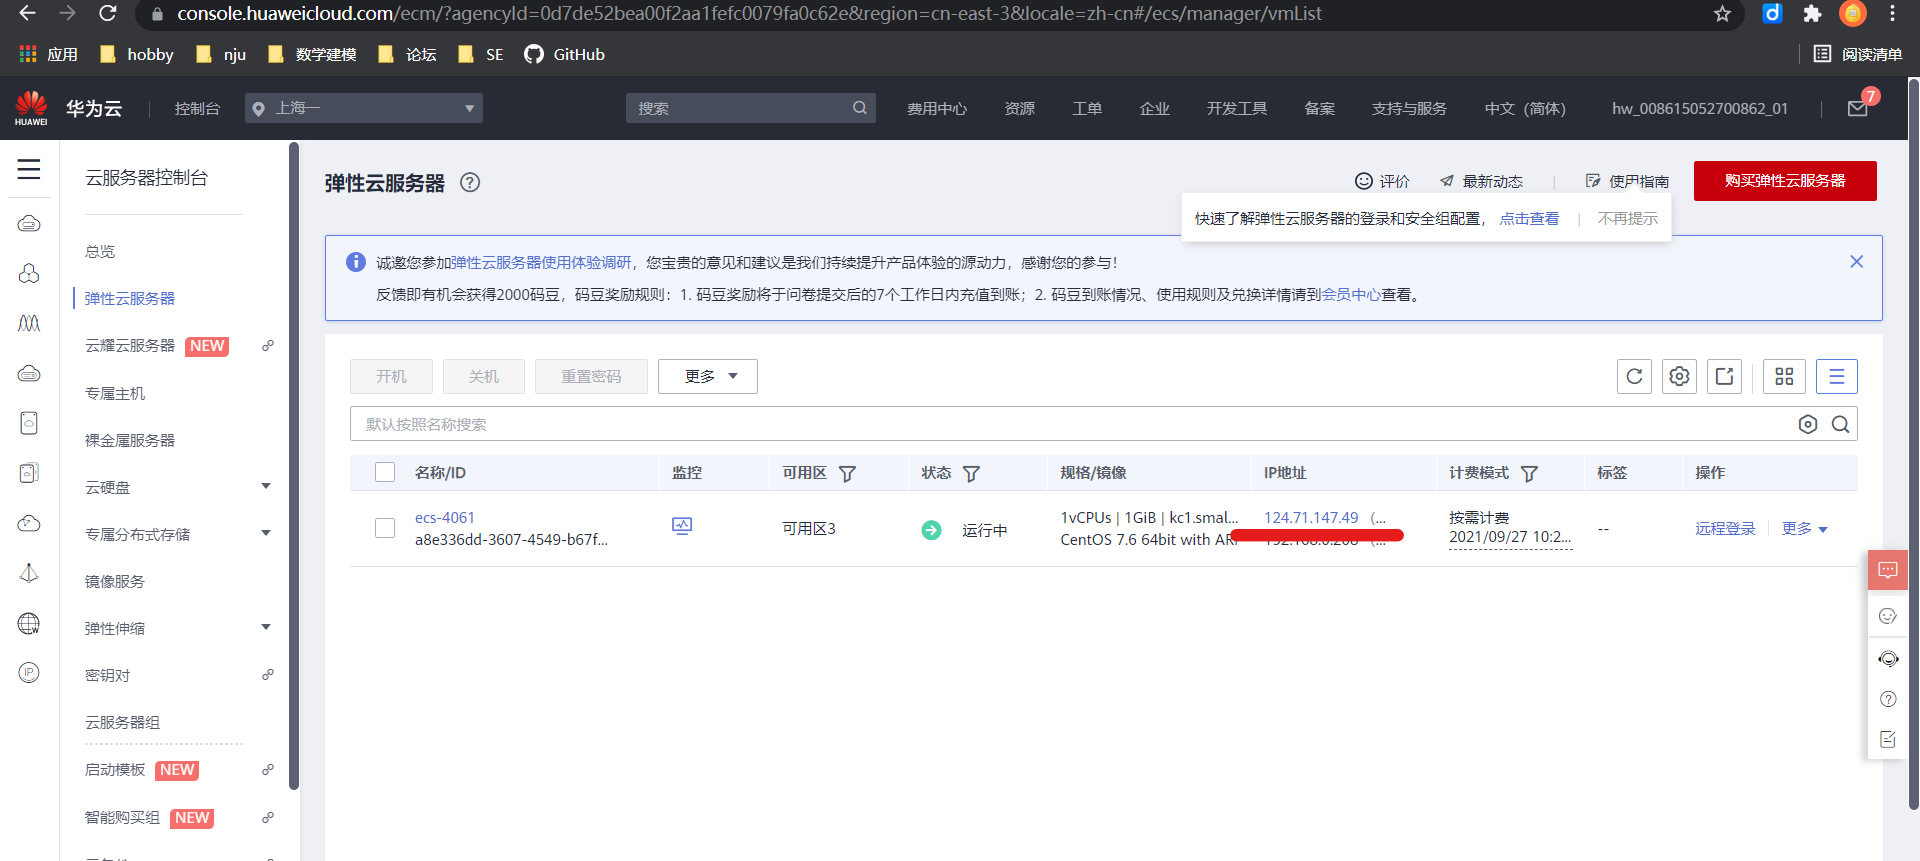 console.huaweicloud.com/ecm/?agencyId=0d7de52bea00f2aa1fefc0079fa0c62e&region=cn-east-3&locale=zh-cn#/ecs/manager/vmList
应用 hobby nju 数学建模 论坛 SE GitHub 阅读清单
HUAWEI 华为云 控制台 上海一 搜索 费用中心 资源 工单 企业 开发工具 备案 支持与服务 中文（简体） hw_008615052700862_01 7
云服务器控制台
总览
弹性云服务器
云耀云服务器 NEW
专属主机
裸金属服务器
云硬盘
专属分布式存储
镜像服务
弹性伸缩
密钥对
云服务器组
启动模板 NEW
智能购买组 NEW
IP
弹性云服务器
评价 最新动态 使用指南 购买弹性云服务器
快速了解弹性云服务器的登录和安全组配置， 点击查看 不再提示
诚邀您参加弹性云服务器使用体验调研，您宝贵的意见和建议是我们持续提升产品体验的源动力，感谢您的参与！
反馈即有机会获得2000码豆，码豆奖励规则：1. 码豆奖励将于问卷提交后的7个工作日内充值到账；2. 码豆到账情况、使用规则及兑换详情请到会员中心查看。
开机 关机 重置密码 更多
默认按照名称搜索
名称/ID 监控 可用区 状态 规格/镜像 IP地址 计费模式 标签 操作
ecs-4061 1vCPUs | 1GiB | kc1.smal... 124.71.147.49 （... 按需计费
可用区3 运行中 -- 远程登录 更多
a8e336dd-3607-4549-b67f... CentOS 7.6 64bit with AR 2021/09/27 10:2...